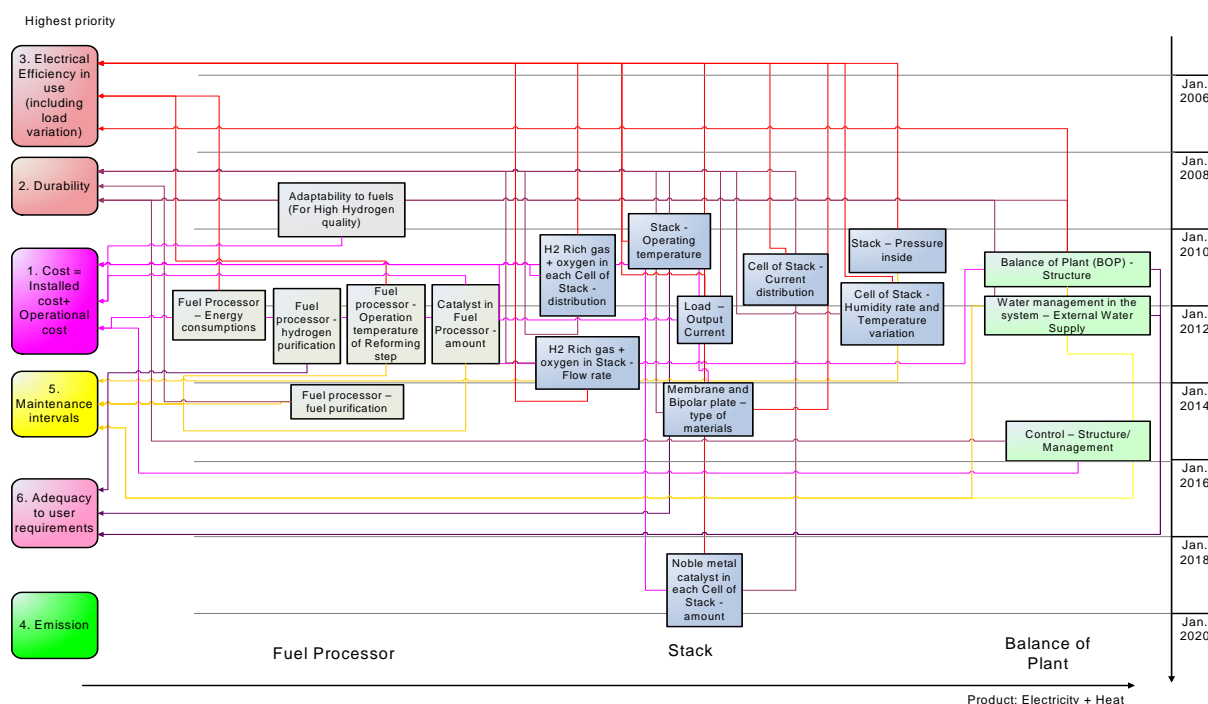 Highest priority
3. Electrical
Efficiency in
use
(including
load
variation)
2. Durability
1. Cost =
Installed
cost+
Operational
cost
5.
Maintenance
intervals
6. Adequacy
to user
requirements
4. Emission
Adaptability to fuels
(For High Hydrogen
quality)
Fuel Processor
– Energy
consumptions
Fuel
processor -
hydrogen
purification
Fuel
processor -
Operation
temperature
of Reforming
step
Catalyst in
Fuel
Processor -
amount
Fuel processor –
fuel purification
H2 Rich gas
+ oxygen in
each Cell of
Stack -
distribution
H2 Rich gas +
oxygen in Stack -
Flow rate
Stack -
Operating
temperature
Load –
Output
Current
Membrane and
Bipolar plate –
type of
materials
Noble metal
catalyst in
each Cell of
Stack -
amount
Cell of Stack -
Current
distribution
Stack – Pressure
inside
Cell of Stack -
Humidity rate and
Temperature
variation
Balance of Plant (BOP) -
Structure
Water management in the
system – External Water
Supply
Control – Structure/
Management
Jan.
2006
Jan.
2008
Jan.
2010
Jan.
2012
Jan.
2014
Jan.
2016
Jan.
2018
Jan.
2020
Fuel Processor
Stack
Balance of
Plant
Product: Electricity + Heat